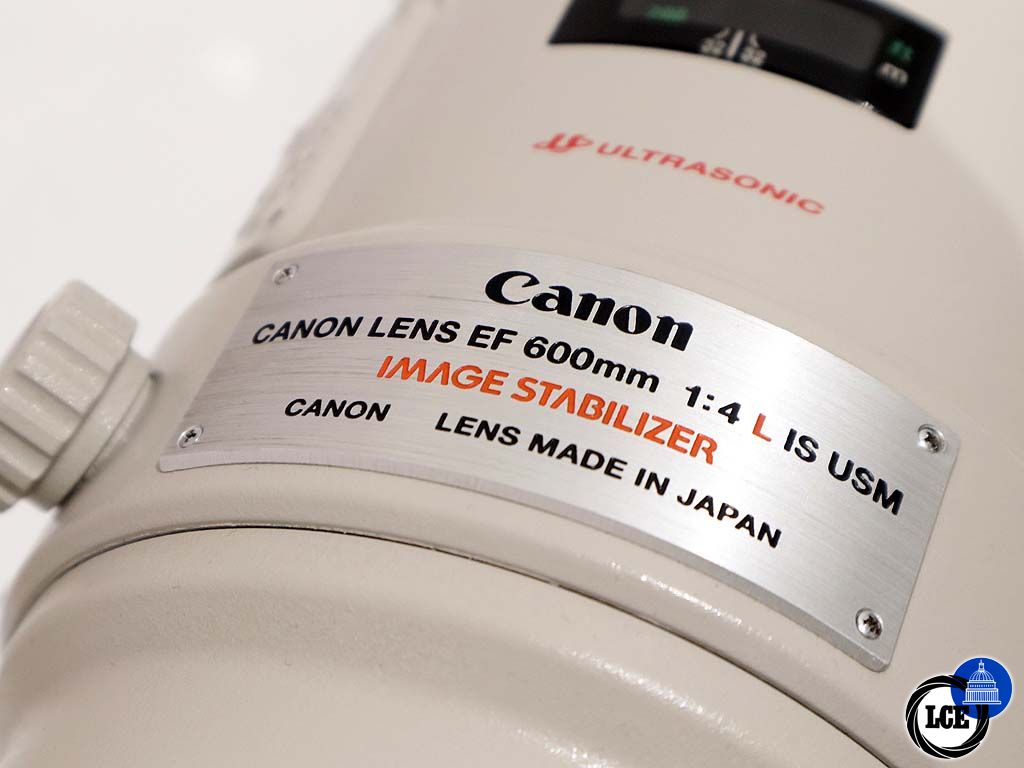 ULTRASONIC
Canon
CANON LENS EF 600mm 1:4 L IS USM
IMAGE STABILIZER
CANON LENS MADE IN JAPAN
LCE